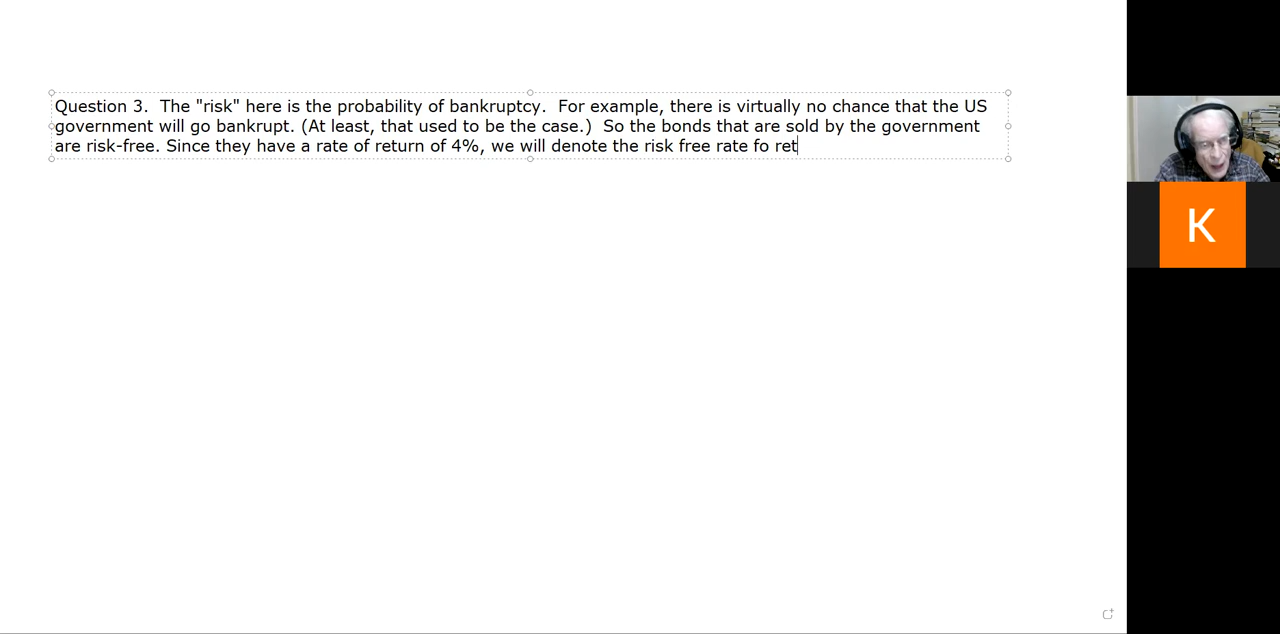 Question 3.  The "risk" here is the probability of bankruptcy.  For example, there is virtually no chance that the US
government will go bankrupt. (At least, that used to be the case.)  So the bonds that are sold by the government
are risk-free. Since they have a rate of return of 4%, we will denote the risk free rate fo ret
K